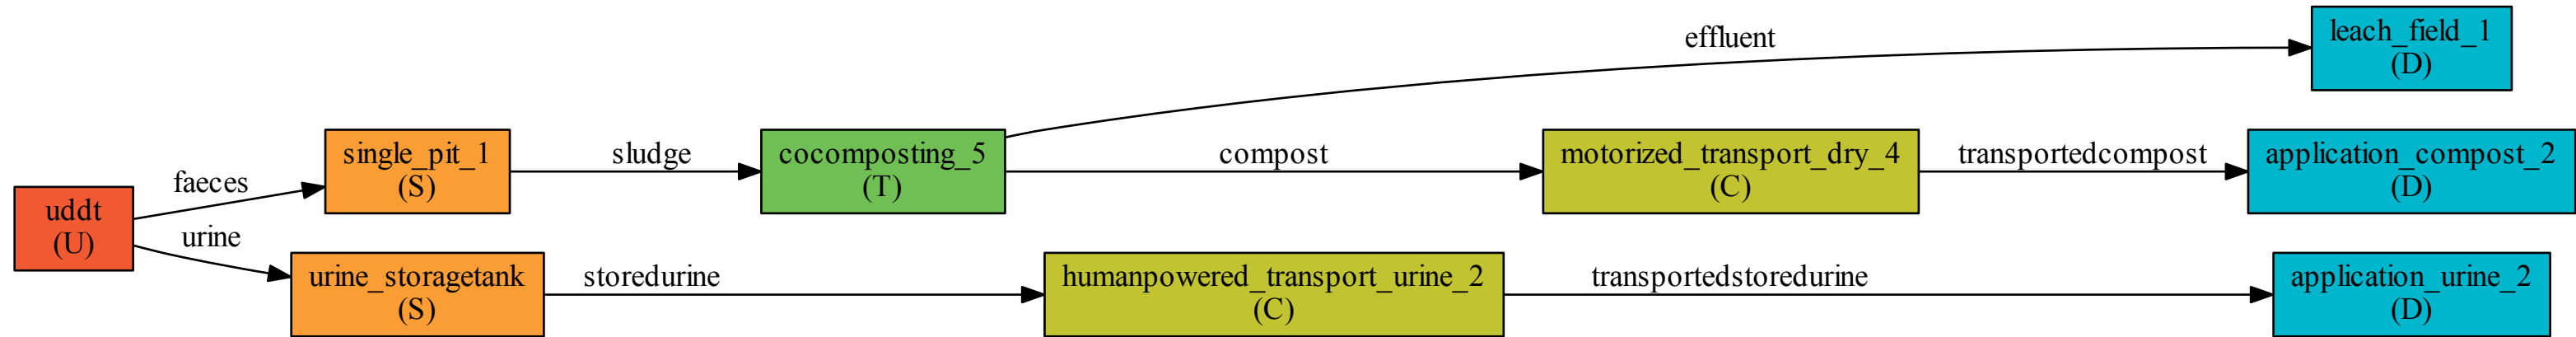 effluent
leach_field_1
(D)
faeces
single_pit_1
(S)
sludge
cocomposting_5
(T)
compost
motorized_transport_dry_4
(C)
transportedcompost
application_compost_2
(D)
uddt
(U)
urine
urine_storagetank
(S)
storedurine
humanpowered_transport_urine_2
(C)
transportedstoredurine
application_urine_2
(D)